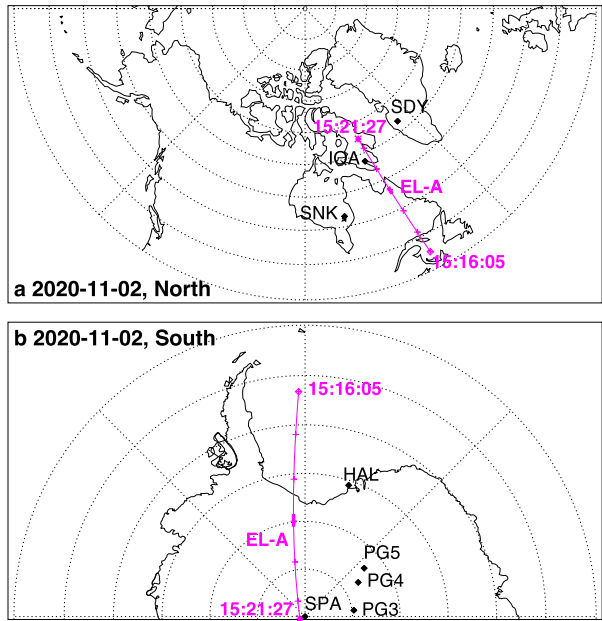 SDY
15:21:27
IQA
EL-A
SNK
15:16:05
a 2020-11-02, North
b 2020-11-02, South
15:16:05
HAL
EL-A
PG5
PG4
15:21:27 SPA
PG3